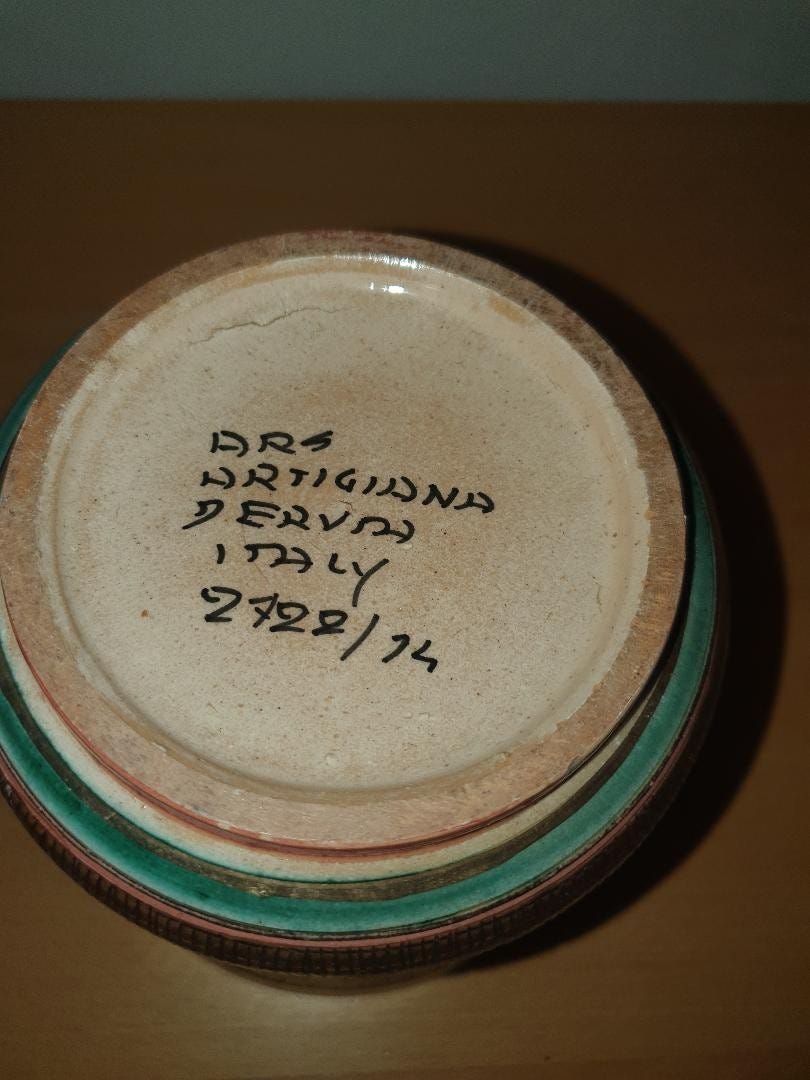 ARS
ARTIGIANA
DERUTA
ITALY
2722/14